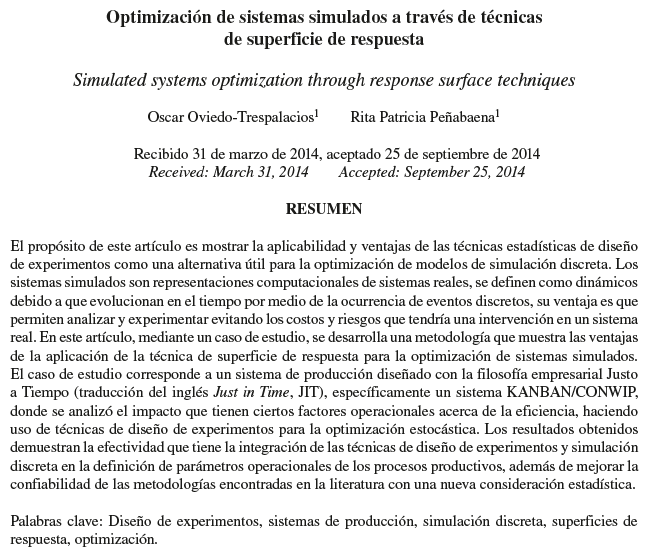 Optimización de sistemas simulados a través de técnicas
de superficie de respuesta
Simulated systems optimization through response surface techniques
Oscar Oviedo-Trespalacios¹ Rita Patricia Peñabaena¹
Recibido 31 de marzo de 2014, aceptado 25 de septiembre de 2014
Received: March 31, 2014 Accepted: September 25, 2014
RESUMEN
El propósito de este artículo es mostrar la aplicabilidad y ventajas de las técnicas estadísticas de diseño
de experimentos como una alternativa útil para la optimización de modelos de simulación discreta. Los
sistemas simulados son representaciones computacionales de sistemas reales, se definen como dinámicos
debido a que evolucionan en el tiempo por medio de la ocurrencia de eventos discretos, su ventaja es que
permiten analizar y experimentar evitando los costos y riesgos que tendría una intervención en un sistema
real. En este artículo, mediante un caso de estudio, se desarrolla una metodología que muestra las ventajas
de la aplicación de la técnica de superficie de respuesta para la optimización de sistemas simulados.
El caso de estudio corresponde a un sistema de producción diseñado con la filosofía empresarial Justo
a Tiempo (traducción del inglés Just in Time, JIT), específicamente un sistema KANBAN/CONWIP,
donde se analizó el impacto que tienen ciertos factores operacionales acerca de la eficiencia, haciendo
uso de técnicas de diseño de experimentos para la optimización estocástica. Los resultados obtenidos
demuestran la efectividad que tiene la integración de las técnicas de diseño de experimentos y simulación
discreta en la definición de parámetros operacionales de los procesos productivos, además de mejorar la
confiabilidad de las metodologías encontradas en la literatura con una nueva consideración estadística.
Palabras clave: Diseño de experimentos, sistemas de producción, simulación discreta, superficies de
respuesta, optimización.